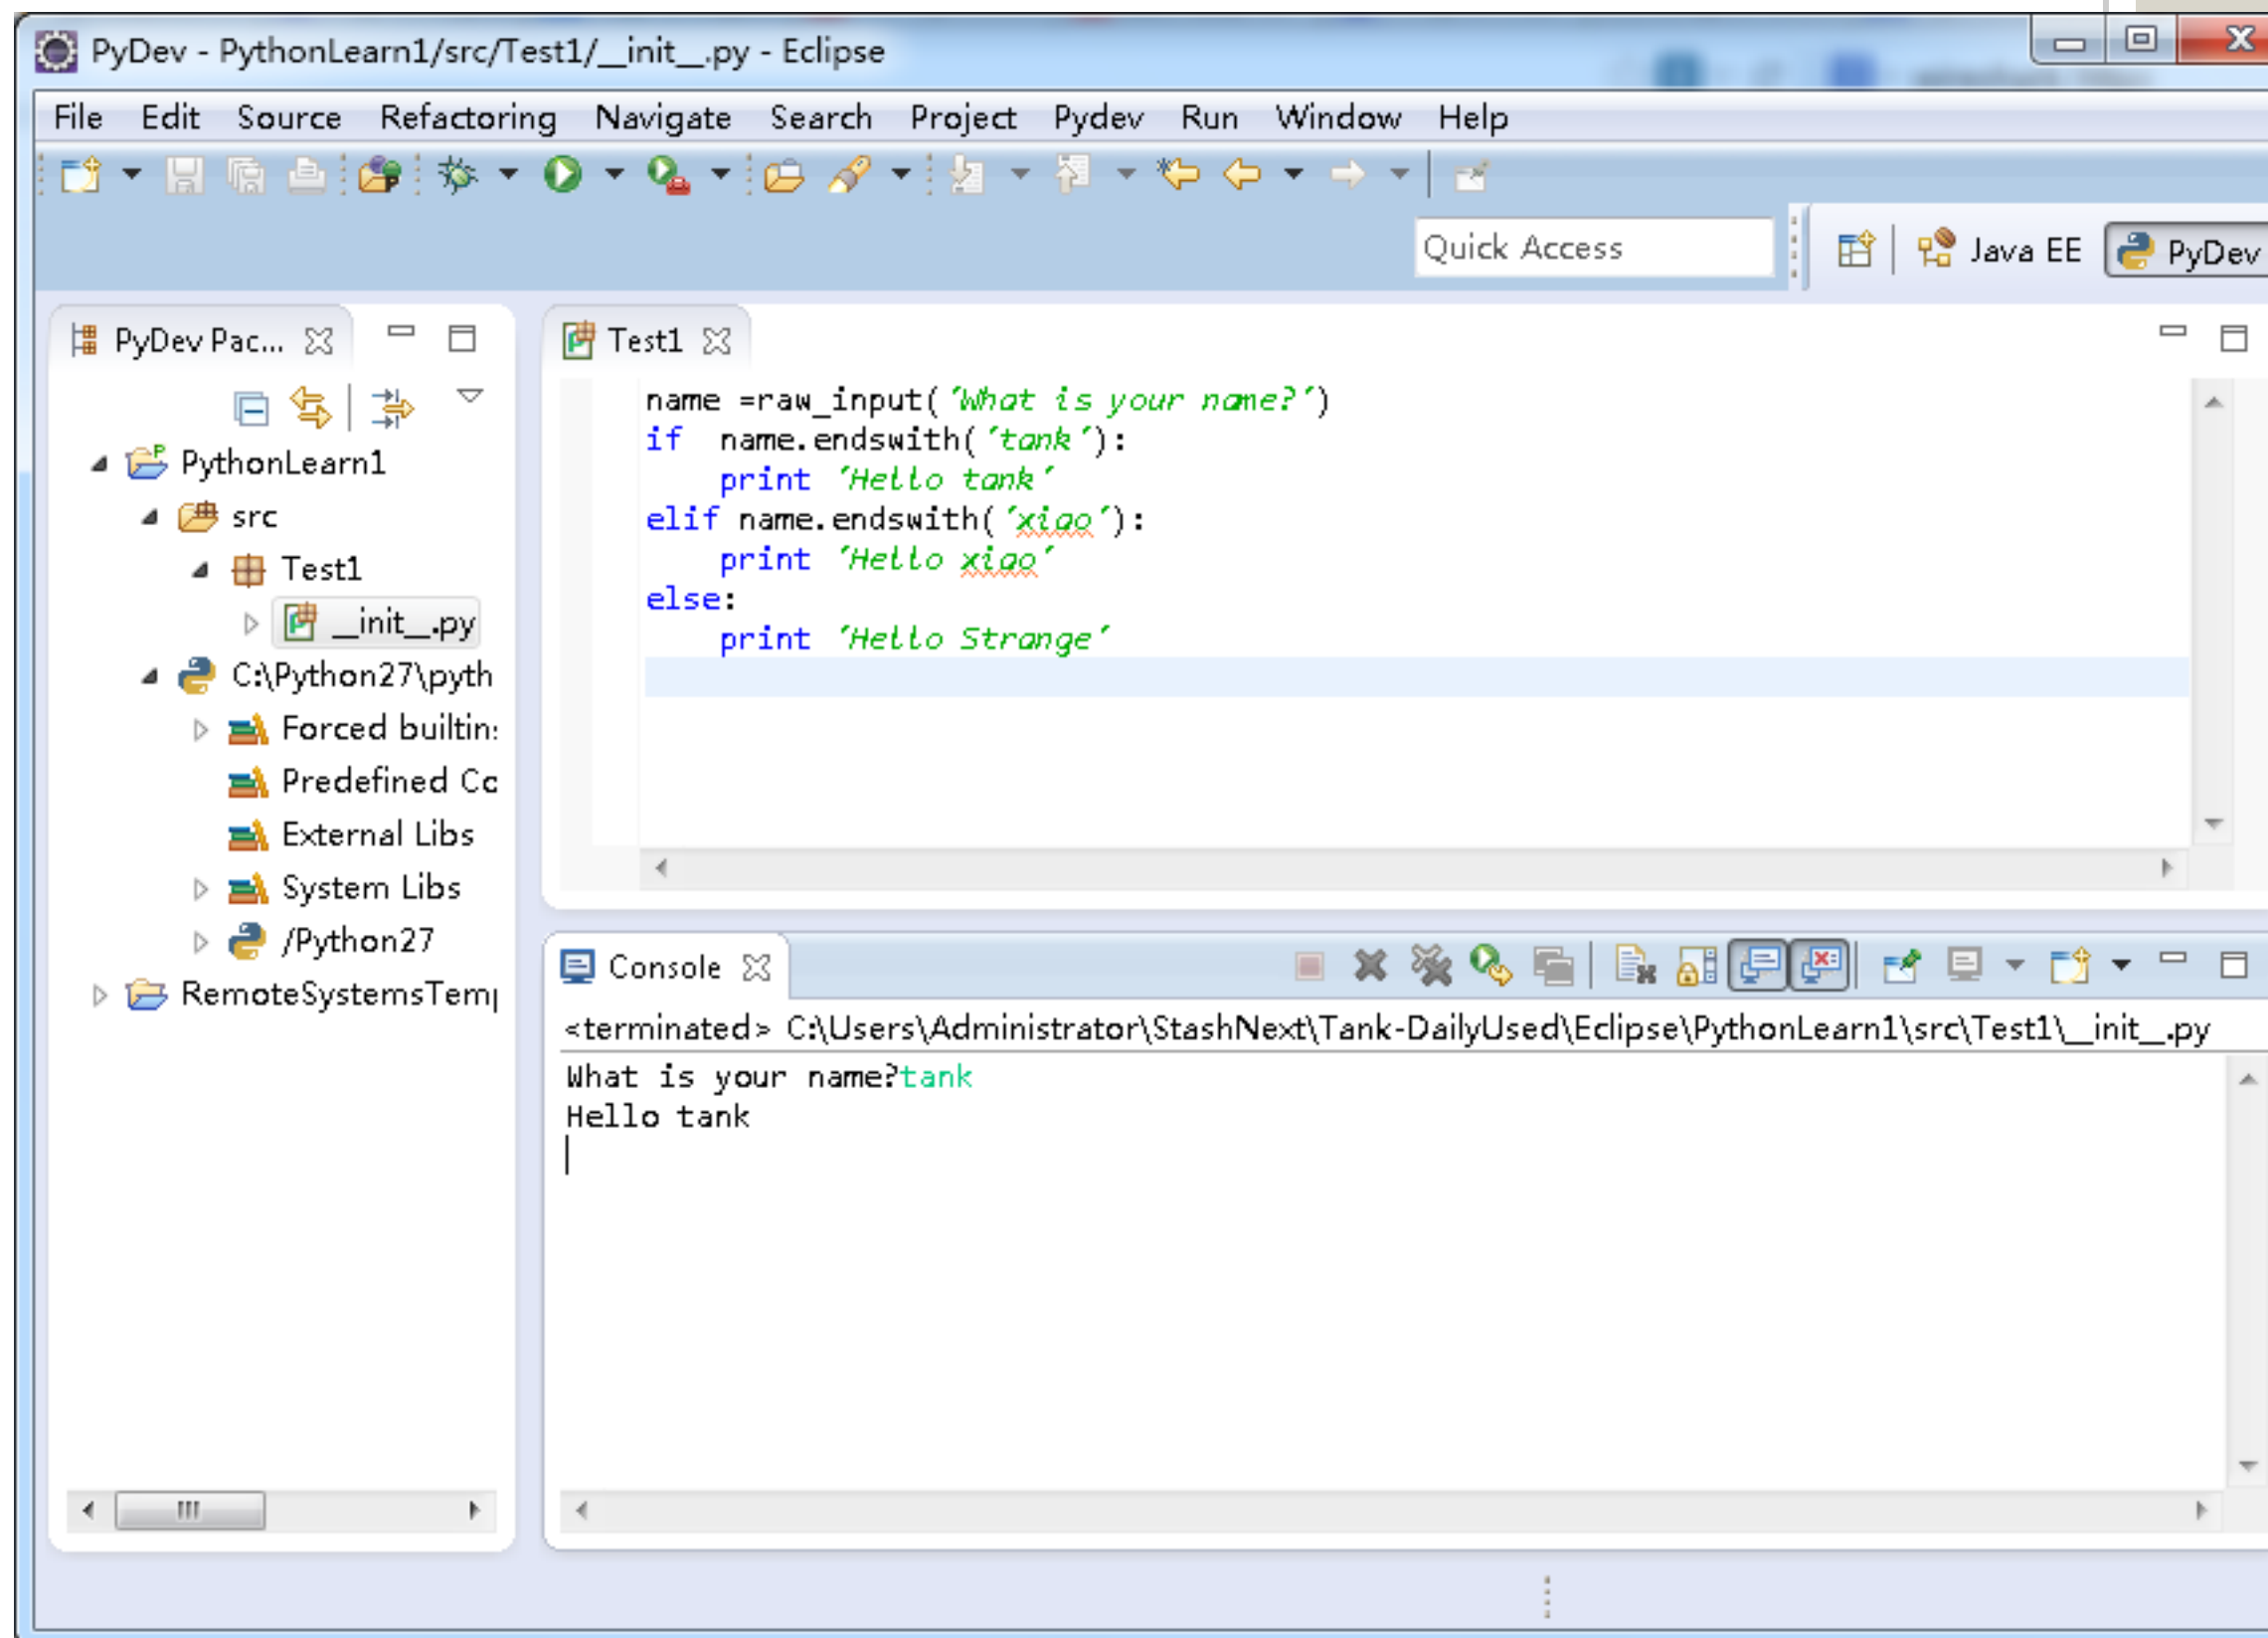 PyDev - PythonLearn1/src/Test1/__init__.py - Eclipse
File Edit Source Refactoring Navigate Search Project Pydev Run Window Help
Quick Access
Java EE
PyDev
PyDev Pac...
PythonLearn1
src
Test1
__init__.py
C:\Python27\pyth
Forced builtin
Predefined Co
External Libs
System Libs
/Python27
RemoteSystemsTemp
Test1
name =raw_input('What is your name?')
if  name.endswith('tank'):
    print 'Hello tank'
elif name.endswith('xiao'):
    print 'Hello xiao'
else:
    print 'Hello Strange'
Console
<terminated> C:\Users\Administrator\StashNext\Tank-DailyUsed\Eclipse\PythonLearn1\src\Test1\__init__.py
What is your name?tank
Hello tank